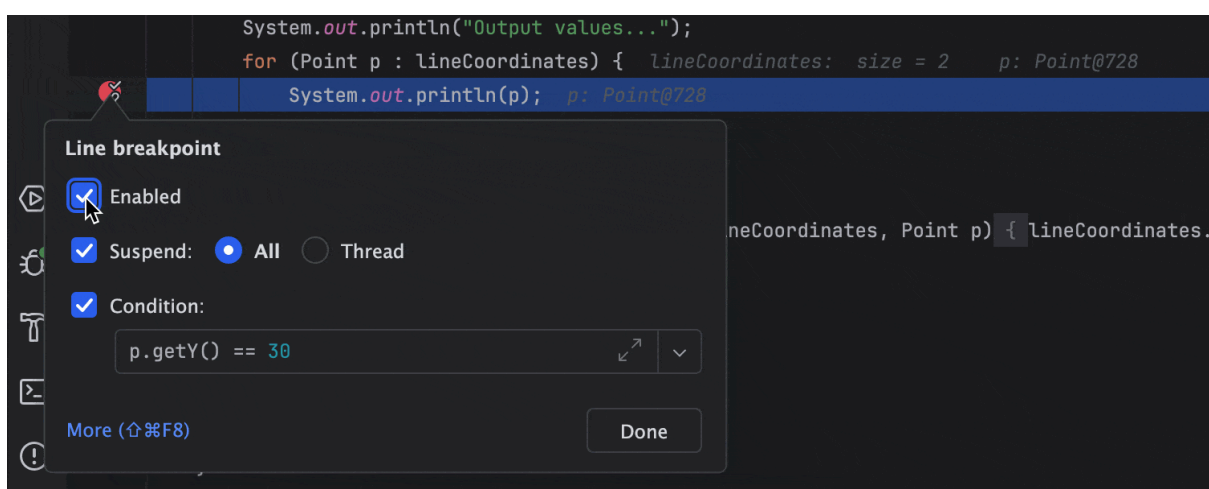 System.out.println("Output values...");
for (Point p : lineCoordinates) { lineCoordinates: size = 2 p: Point@728
System.out.println(p); p: Point@728
Line breakpoint
Enabled
neCoordinates, Point p) { lineCoordinates.
Suspend: All Thread
Condition:
p.getY() == 30
More (⇧⌘F8)
Done